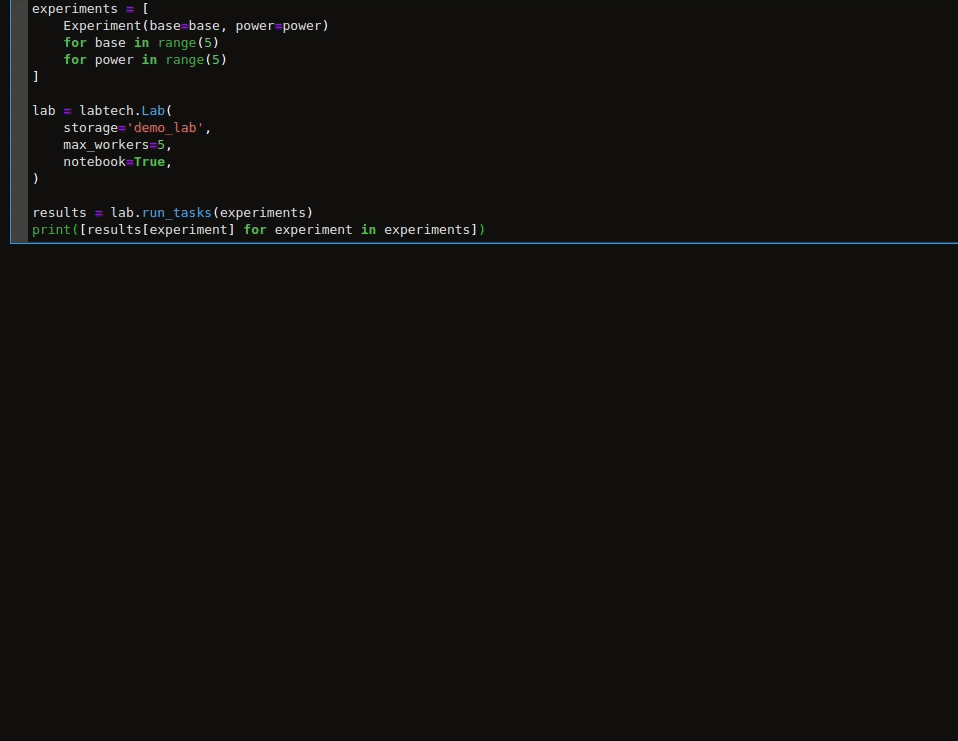 experiments = [
    Experiment(base=base, power=power)
    for base in range(5)
    for power in range(5)
]

lab = labtech.Lab(
    storage='demo_lab',
    max_workers=5,
    notebook=True,
)

results = lab.run_tasks(experiments)
print([results[experiment] for experiment in experiments])